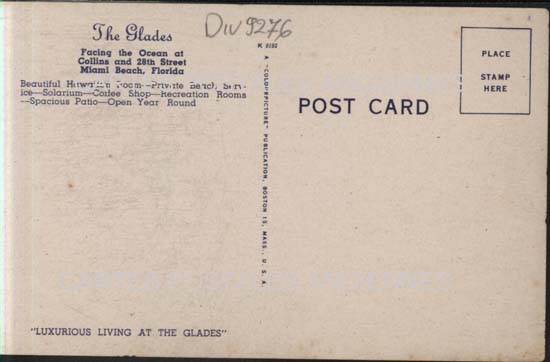 The Glades
Facing the Ocean at
Collins and 28th Street
Miami Beach, Florida
Beautiful Hawaiian Room—Private Beach Serv-
ice—Solarium—Coffee Shop—Recreation Rooms
—Spacious Patio—Open Year Round
"LUXURIOUS LIVING AT THE GLADES"
Div 9276
K 9192
A "COLORPICTURE" PUBLICATION, BOSTON 15, MASS., U. S. A.
POST CARD
PLACE
STAMP
HERE